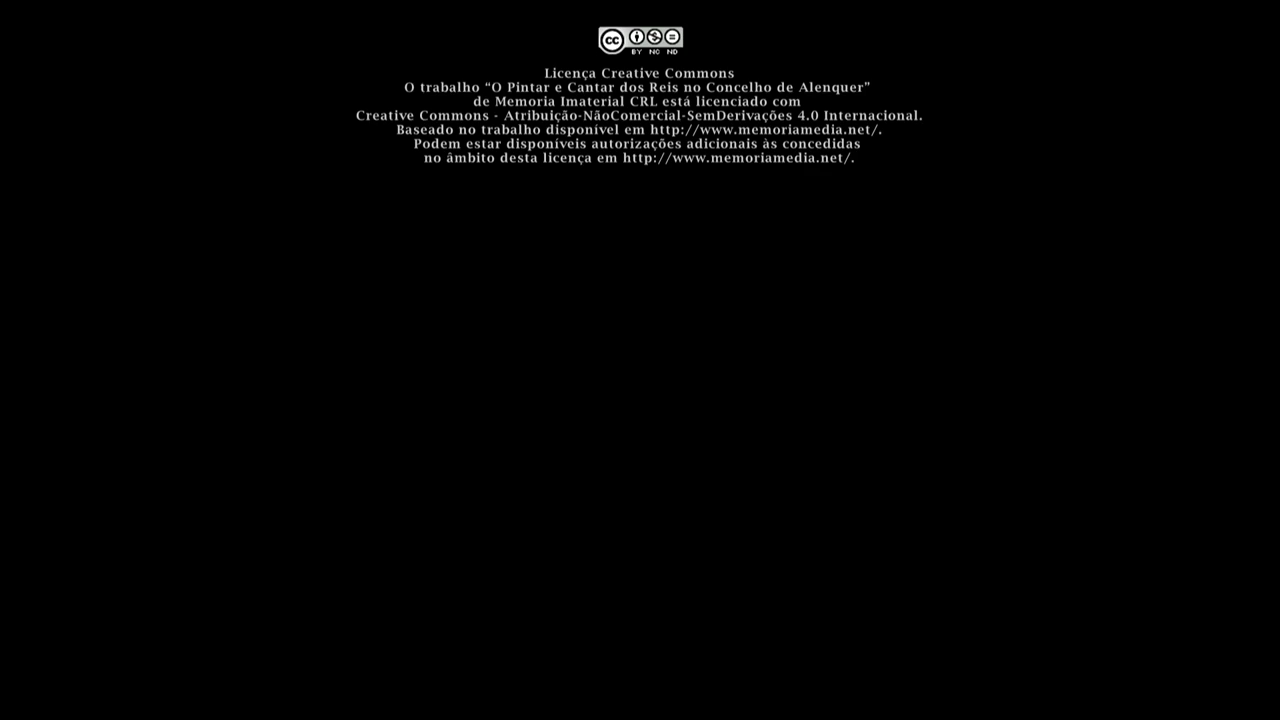 cc
BY NC ND
Licença Creative Commons
O trabalho “O Pintar e Cantar dos Reis no Concelho de Alenquer”
de Memoria Imaterial CRL está licenciado com
Creative Commons - Atribuição-NãoComercial-SemDerivações 4.0 Internacional.
Baseado no trabalho disponível em http://www.memoriamedia.net/.
Podem estar disponíveis autorizações adicionais às concedidas
no âmbito desta licença em http://www.memoriamedia.net/.